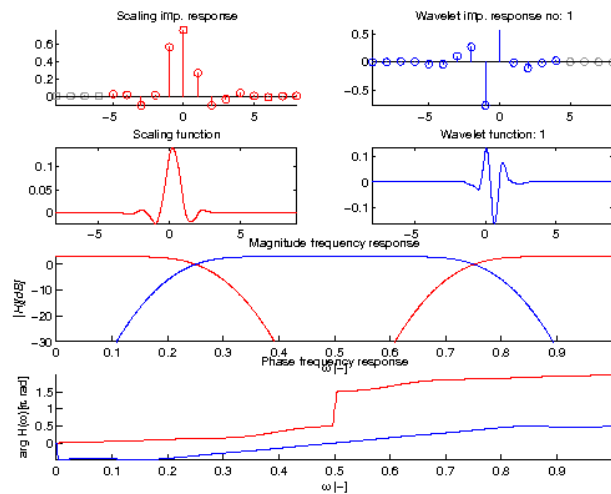 Scaling imp. response
Wavelet imp. response no: 1
0.6
0.4
0.2
0
-5 0 5
0.5
0
-0.5
-5 0 5
Scaling function
Wavelet function: 1
0.1
0.05
0
-5 0 5
0.1
0
-0.1
-5 0 5
Magnitude frequency response
|H|[dB]
0
-10
-20
-30
0 0.1 0.2 0.3 0.4 0.5 0.6 0.7 0.8 0.9
ω [-]
Phase frequency response
arg H(ω) [π rad]
1.5
0.5
0
0 0.1 0.2 0.3 0.4 0.5 0.6 0.7 0.8 0.9
ω [-]